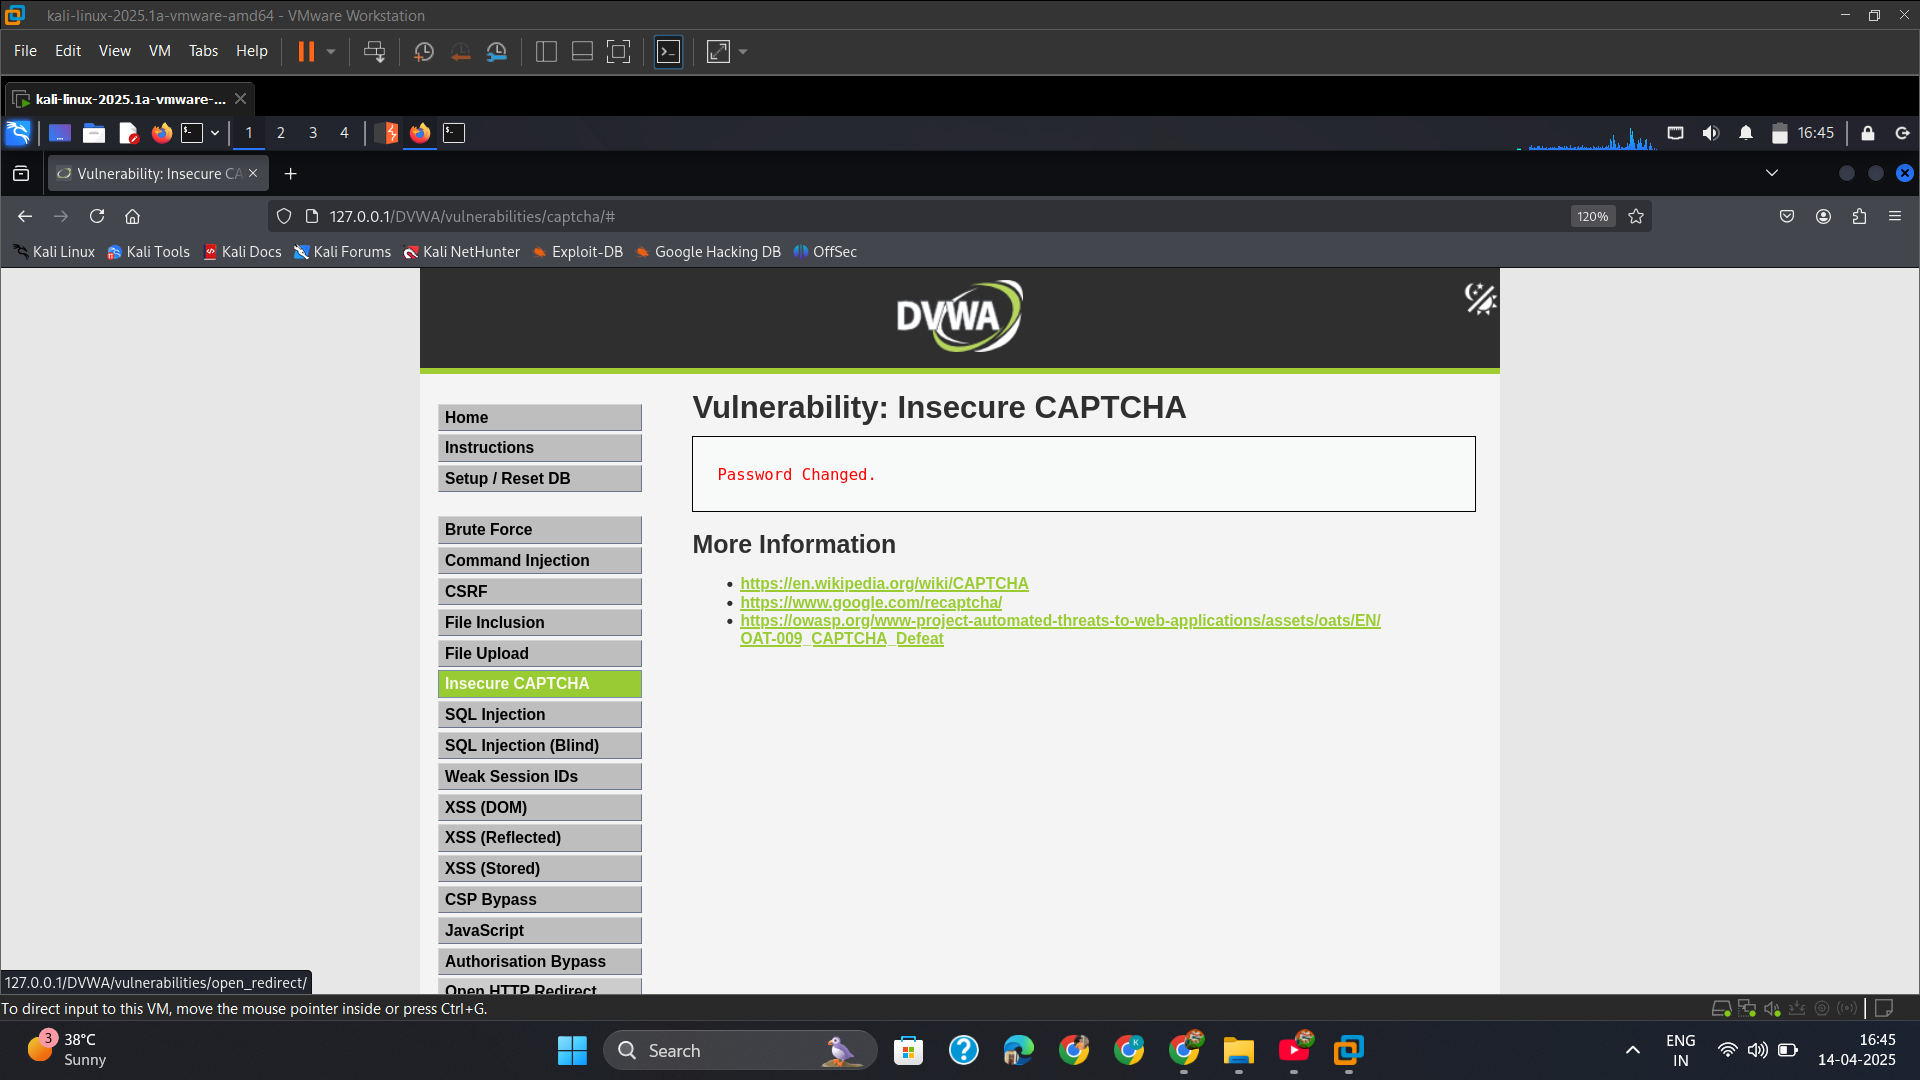 kali-linux-2025.1a-vmware-amd64 - VMware Workstation
File Edit View VM Tabs Help
kali-linux-2025.1a-vmware-...
1 2 3 4
16:45
Vulnerability: Insecure CA
127.0.0.1/DVWA/vulnerabilities/captcha/#
120%
Kali Linux Kali Tools Kali Docs Kali Forums Kali NetHunter Exploit-DB Google Hacking DB OffSec
DVWA
Vulnerability: Insecure CAPTCHA
Password Changed.
More Information
https://en.wikipedia.org/wiki/CAPTCHA
https://www.google.com/recaptcha/
https://owasp.org/www-project-automated-threats-to-web-applications/assets/oats/EN/
OAT-009_CAPTCHA_Defeat
Home
Instructions
Setup / Reset DB
Brute Force
Command Injection
CSRF
File Inclusion
File Upload
Insecure CAPTCHA
SQL Injection
SQL Injection (Blind)
Weak Session IDs
XSS (DOM)
XSS (Reflected)
XSS (Stored)
CSP Bypass
JavaScript
Authorisation Bypass
Open HTTP Redirect
127.0.0.1/DVWA/vulnerabilities/open_redirect/
To direct input to this VM, move the mouse pointer inside or press Ctrl+G.
3
38°C
Sunny
Search
ENG
IN
16:45
14-04-2025